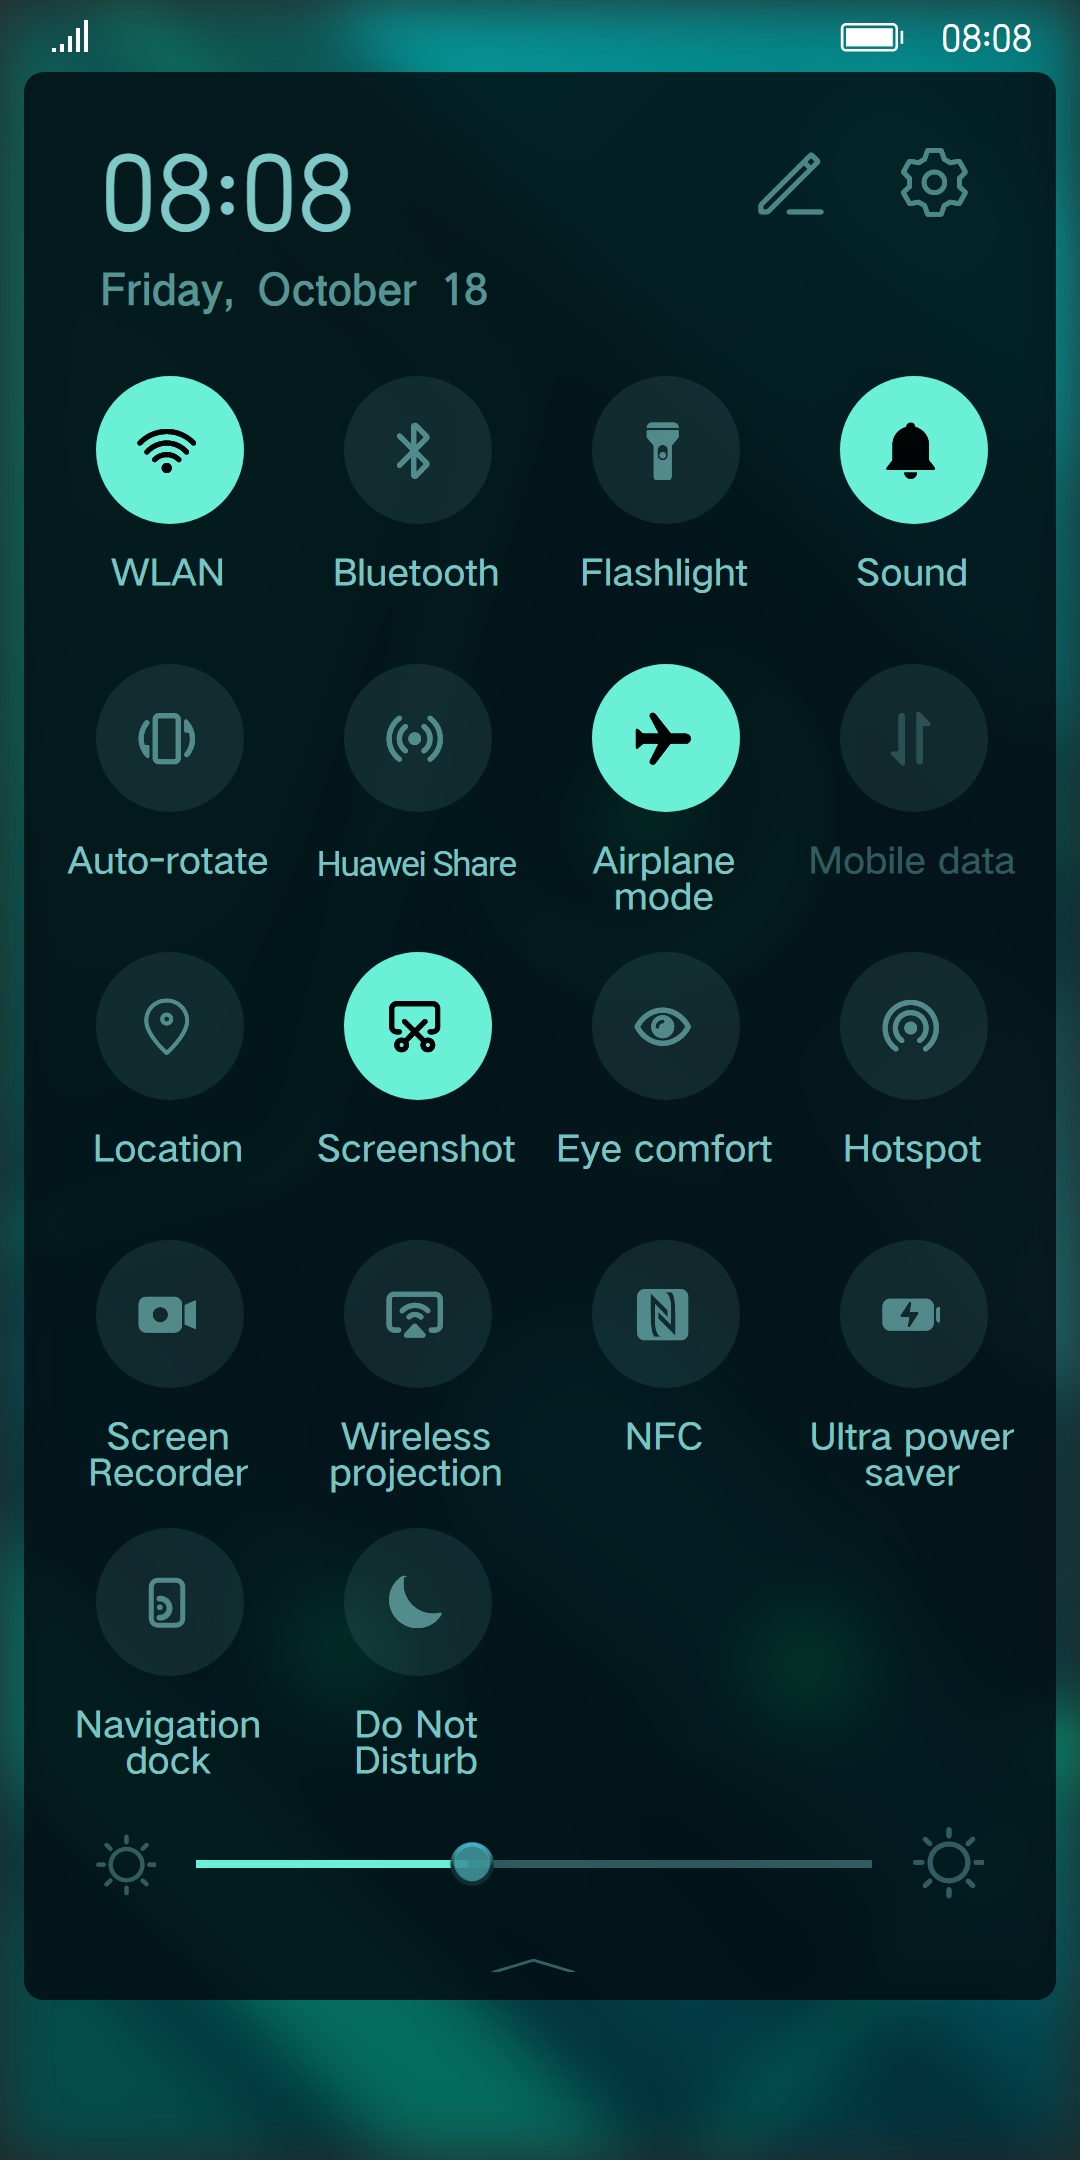 08:08
08:08
Friday, October 18
WLAN
Bluetooth
Flashlight
Sound
Auto-rotate
Huawei Share
Airplane
mode
Mobile data
Location
Screenshot
Eye comfort
Hotspot
Screen
Recorder
Wireless
projection
NFC
Ultra power
saver
Navigation
dock
Do Not
Disturb